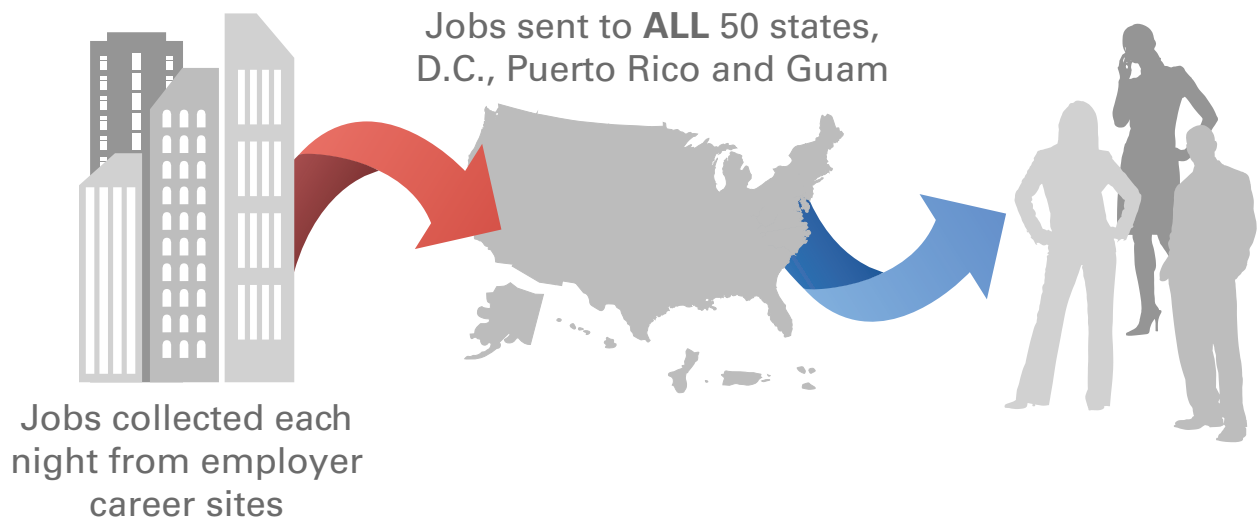 Jobs sent to ALL 50 states,
D.C., Puerto Rico and Guam
Jobs collected each
night from employer
career sites